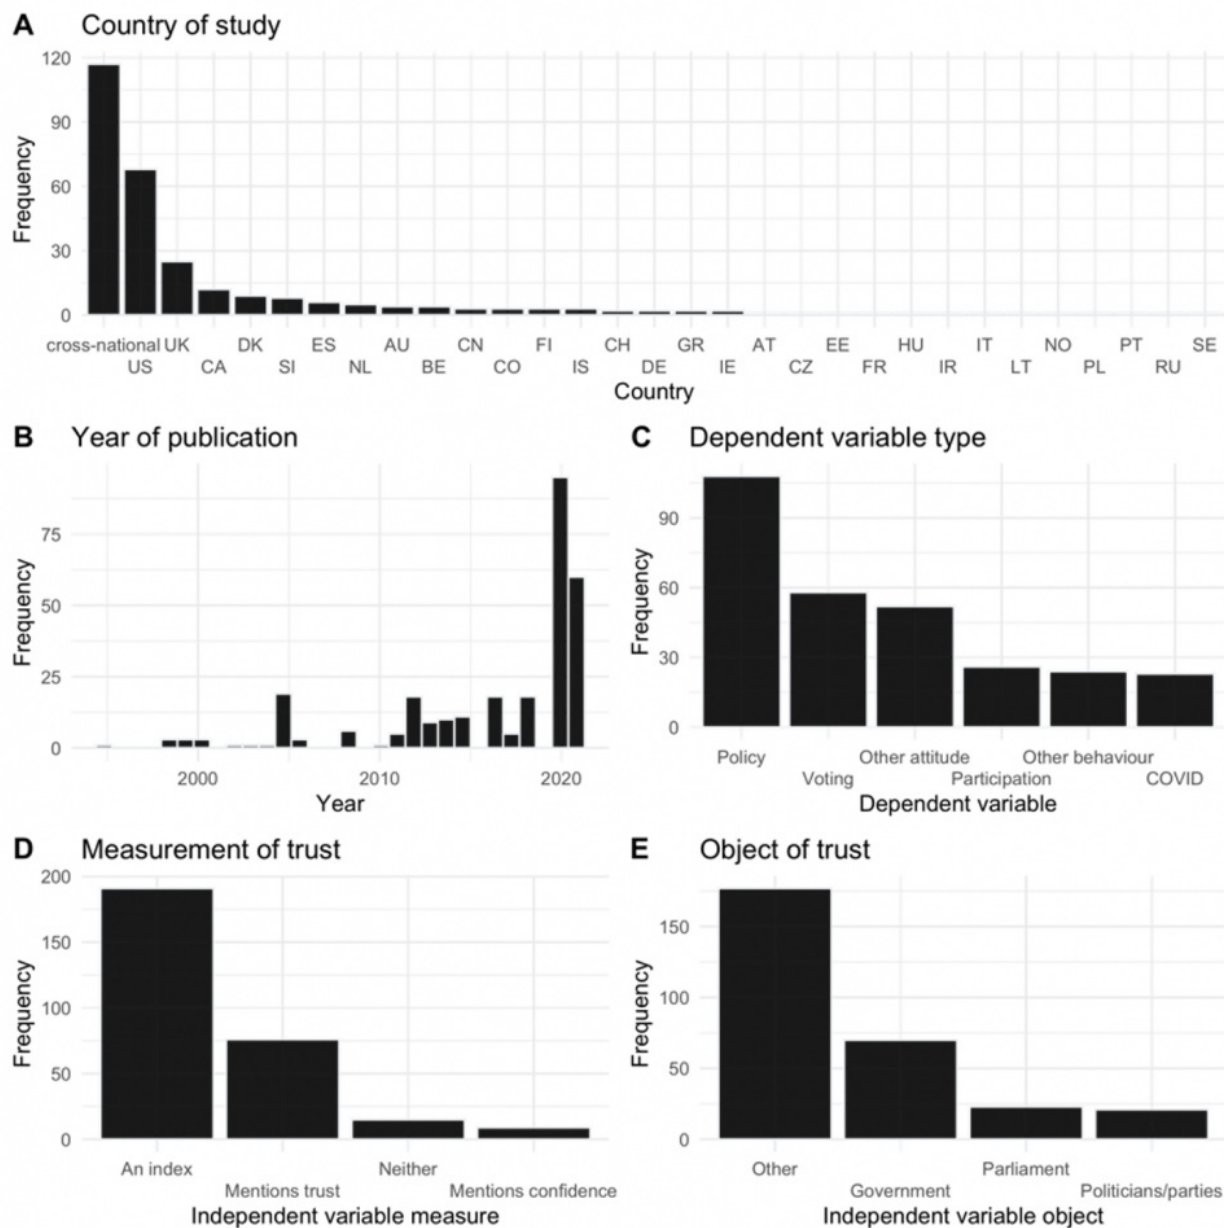 A Country of study
120
90
60
30
0
Frequency
cross-national UK DK ES AU CN FI CH GR AT EE HU IT NO PT SE
US CA SI NL BE CO IS DE IE CZ FR IR LT PL RU
Country
B Year of publication
75
50
25
0
Frequency
2000 2010 2020
Year
C Dependent variable type
90
60
30
0
Frequency
Policy Other attitude Other behaviour
Voting Participation COVID
Dependent variable
D Measurement of trust
200
150
100
50
0
Frequency
An index Neither
Mentions trust Mentions confidence
Independent variable measure
E Object of trust
150
100
50
0
Frequency
Other Parliament
Government Politicians/parties
Independent variable object